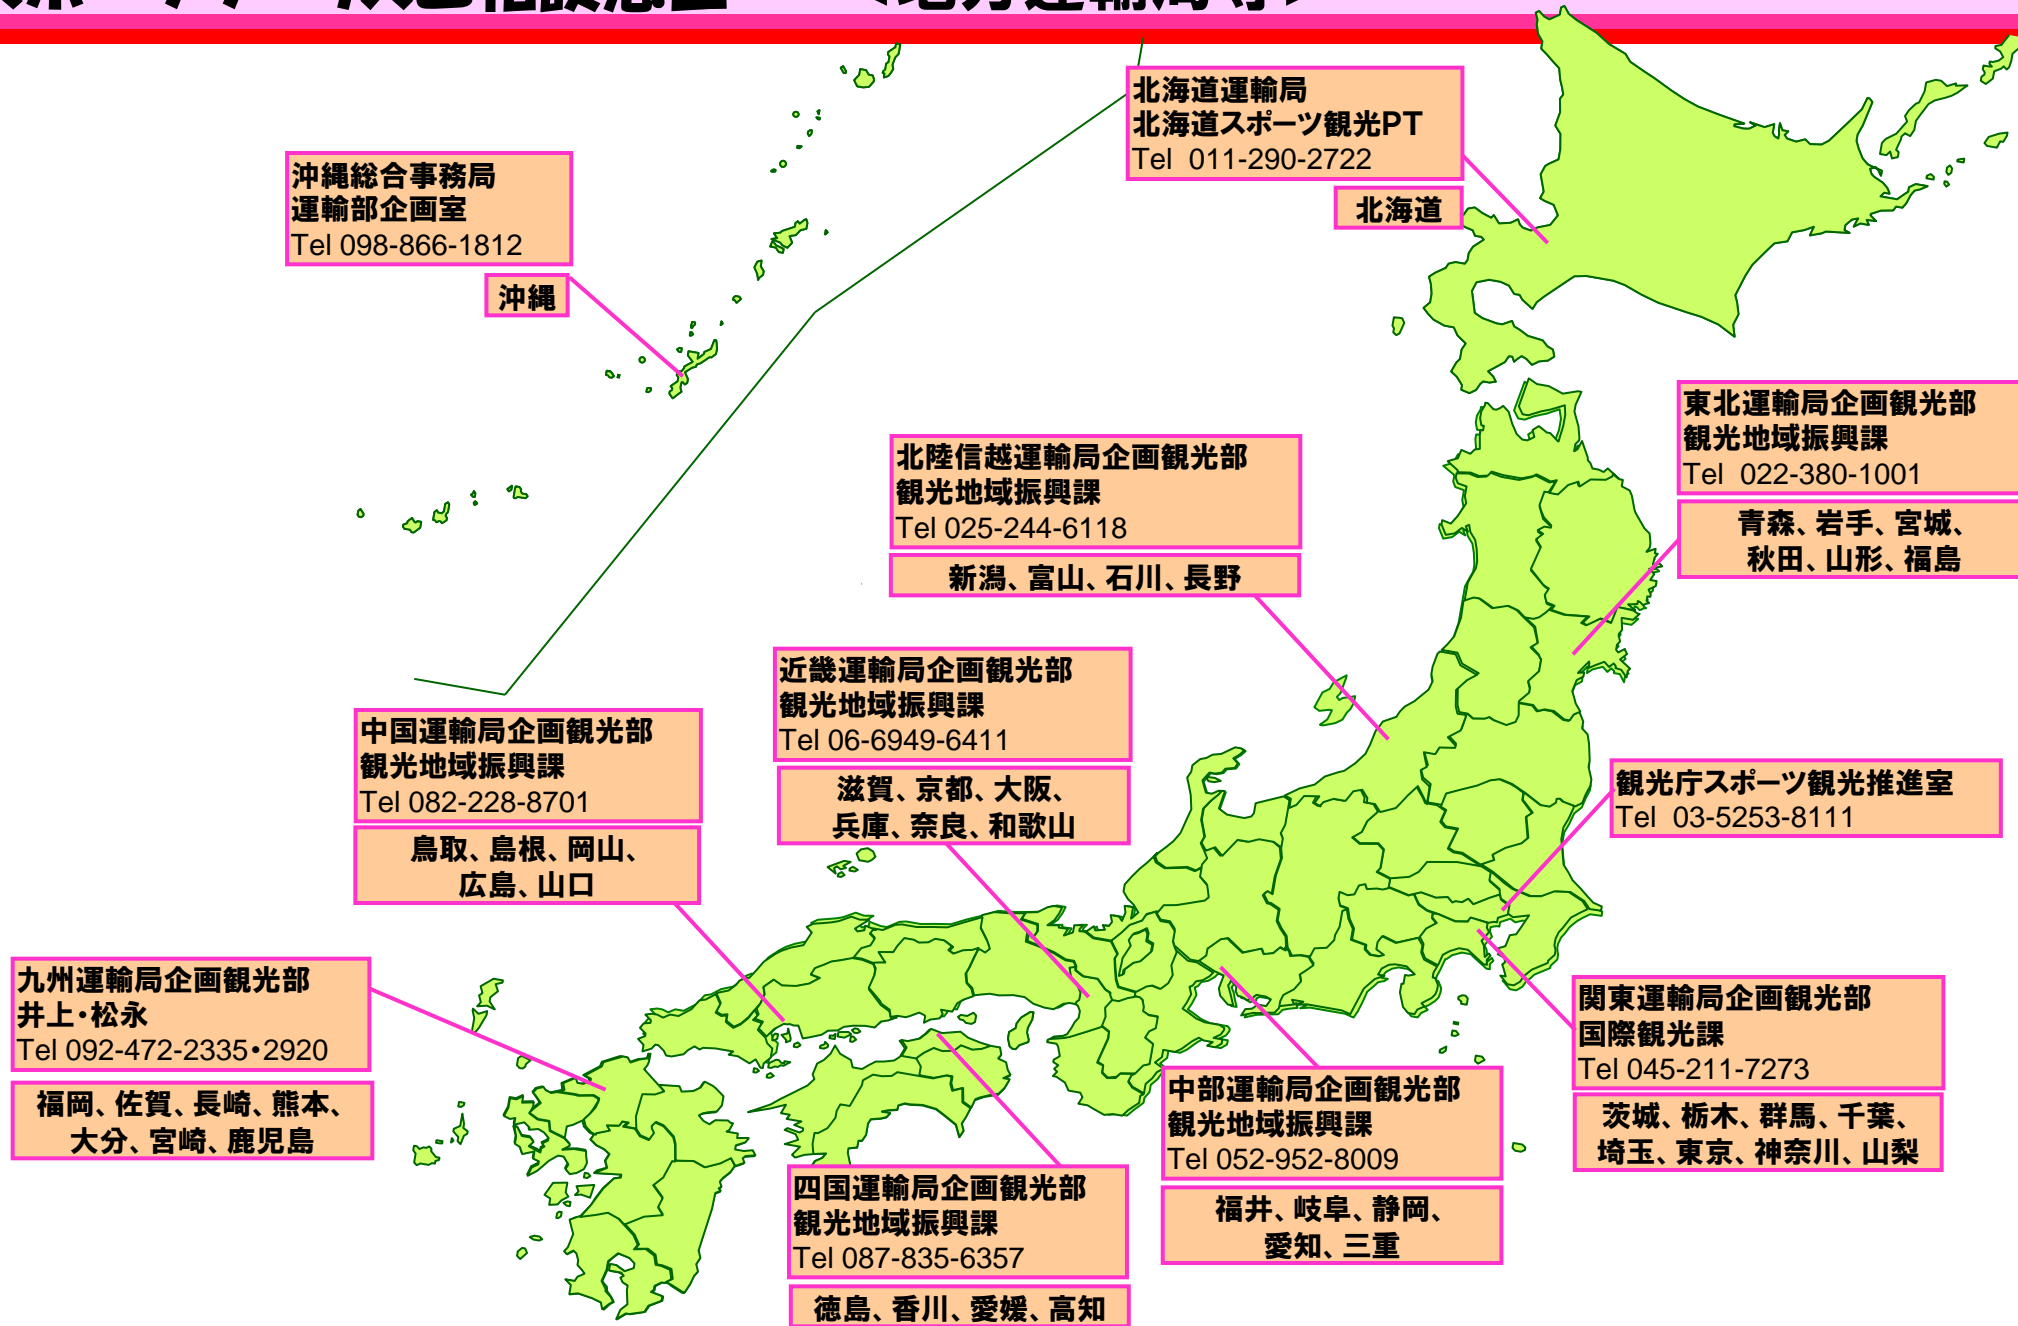 <地方運輸局等>
北海道運輸局
北海道スポーツ観光PT
Tel 011-290-2722
北海道
沖縄総合事務局
運輸部企画室
Tel 098-866-1812
沖縄
東北運輸局企画観光部
観光地域振興課
Tel 022-380-1001
青森、岩手、宮城、
秋田、山形、福島
北陸信越運輸局企画観光部
観光地域振興課
Tel 025-244-6118
新潟、富山、石川、長野
近畿運輸局企画観光部
観光地域振興課
Tel 06-6949-6411
滋賀、京都、大阪、
兵庫、奈良、和歌山
中国運輸局企画観光部
観光地域振興課
Tel 082-228-8701
鳥取、島根、岡山、
広島、山口
観光庁スポーツ観光推進室
Tel 03-5253-8111
九州運輸局企画観光部
井上・松永
Tel 092-472-2335・2920
福岡、佐賀、長崎、熊本、
大分、宮崎、鹿児島
関東運輸局企画観光部
国際観光課
Tel 045-211-7273
茨城、栃木、群馬、千葉、
埼玉、東京、神奈川、山梨
中部運輸局企画観光部
観光地域振興課
Tel 052-952-8009
福井、岐阜、静岡、
愛知、三重
四国運輸局企画観光部
観光地域振興課
Tel 087-835-6357
徳島、香川、愛媛、高知